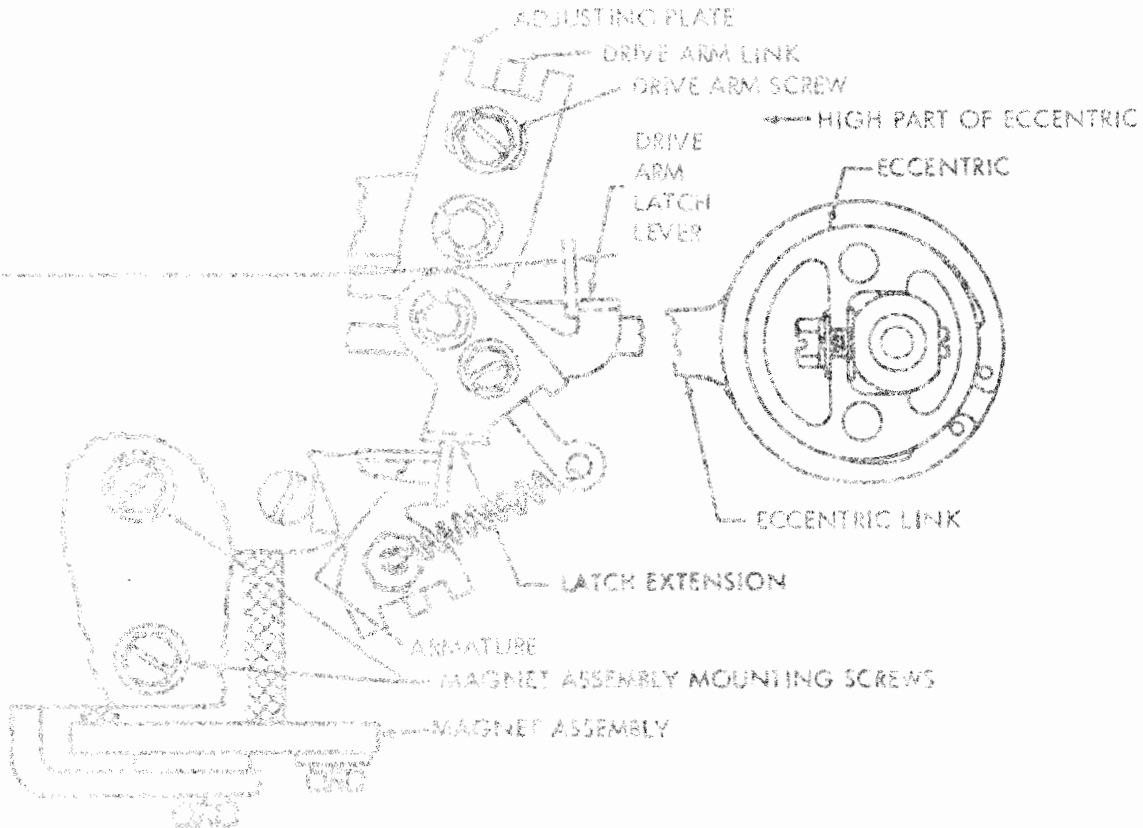 ADJUSTING PLATE
DRIVE ARM LINK
DRIVE ARM SCREW
HIGH PART OF ECCENTRIC
DRIVE
ARM
LATCH
LEVER
ECCENTRIC
ECCENTRIC LINK
LATCH EXTENSION
ARMATURE
MAGNET ASSEMBLY MOUNTING SCREWS
MAGNET ASSEMBLY